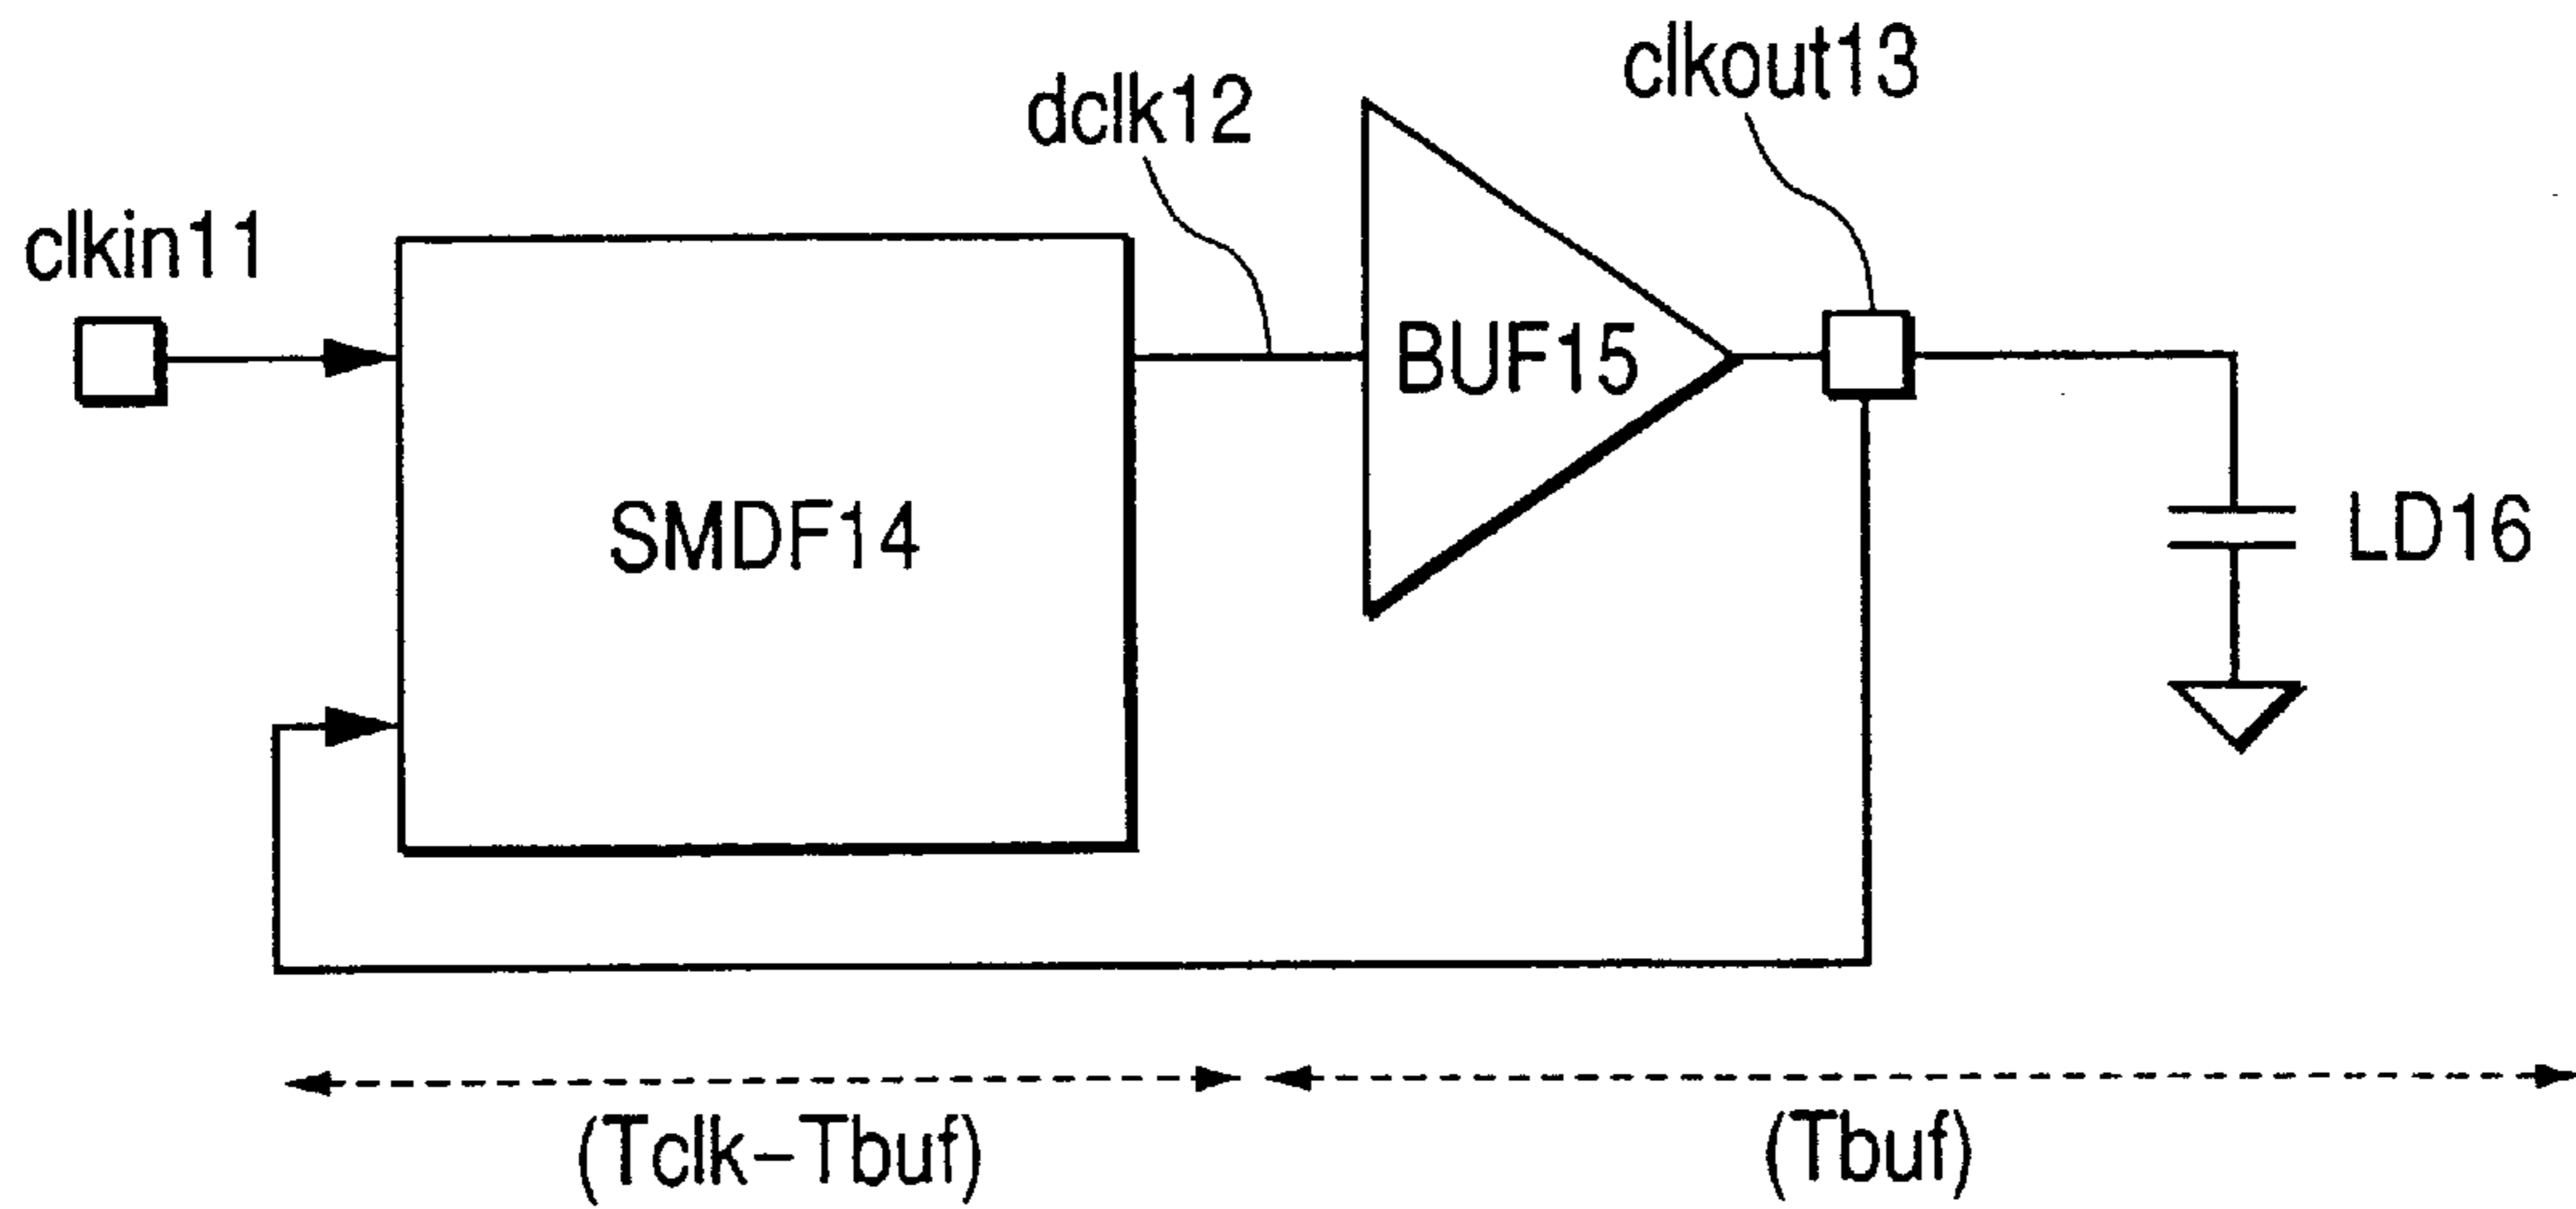 clkout13
dclk12
clkin11
BUF15
SMDF14
LD16
(Tclk–Tbuf)
(Tbuf)